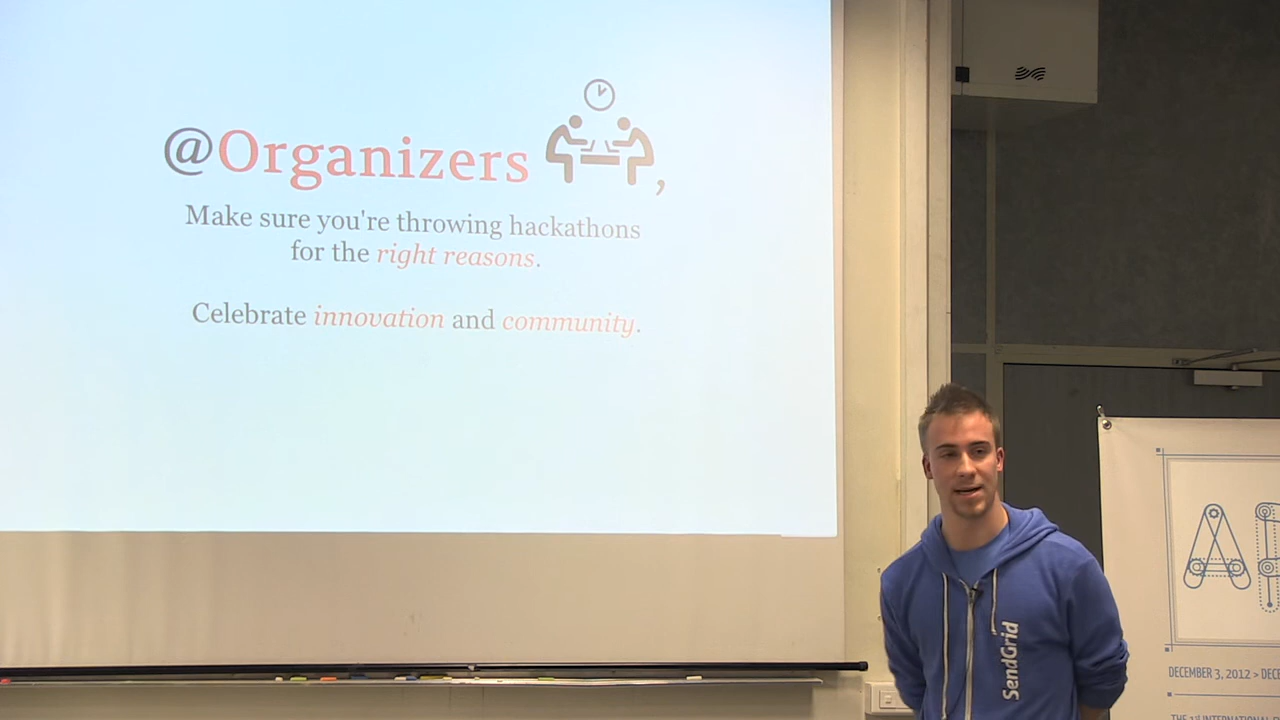 @Organizers,
Make sure you're throwing hackathons
for the right reasons.
Celebrate innovation and community.
SendGrid
DECEMBER 3, 2012 >